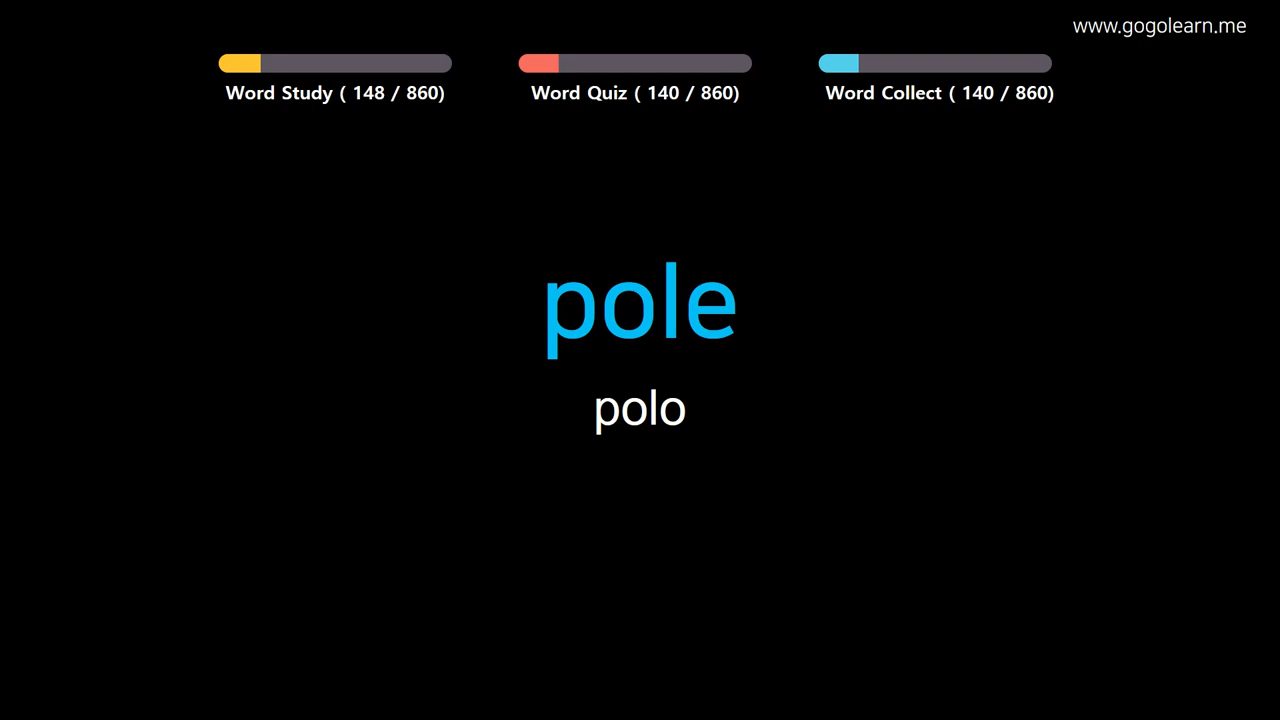 www.gogolearn.me
Word Study ( 148 / 860)
Word Quiz ( 140 / 860)
Word Collect ( 140 / 860)
pole
polo